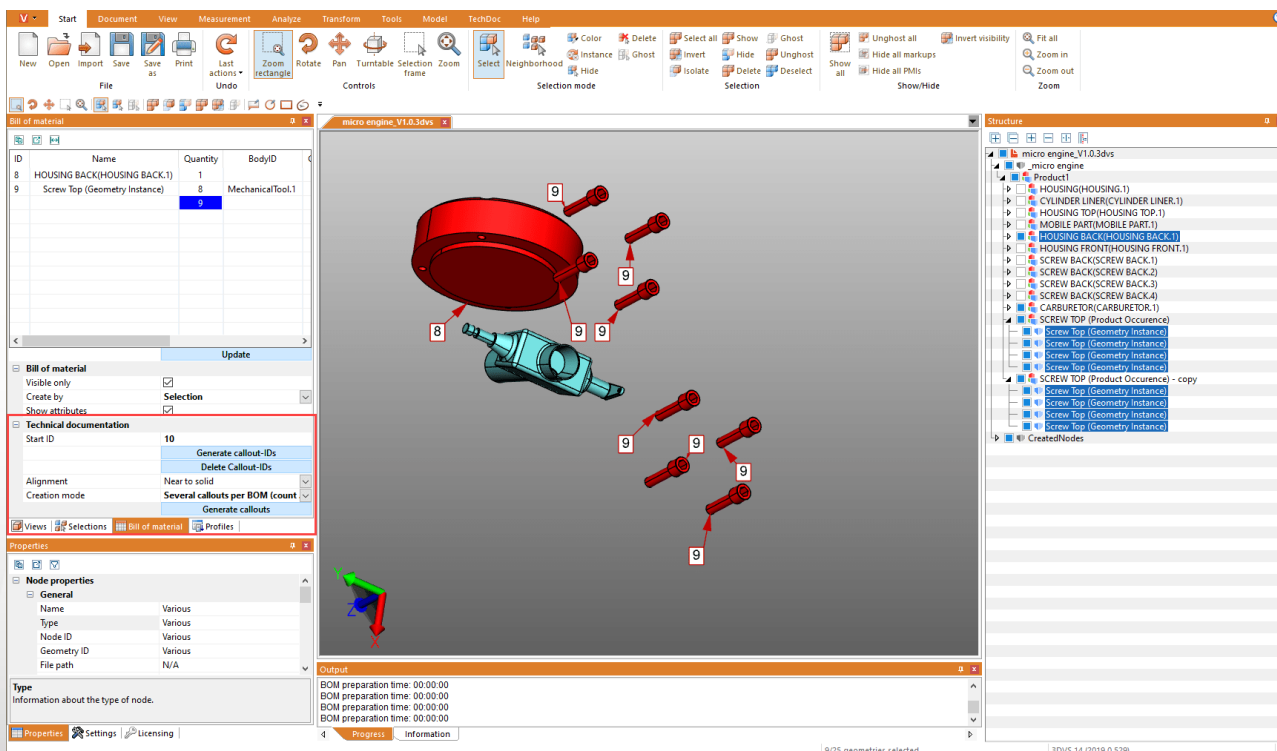 V Start Document View Measurement Analyze Transform Tools Model TechDoc Help
New Open Import Save Save as Print
File
Last actions
Undo
Zoom rectangle Rotate Pan Turntable Selection frame Zoom
Controls
Select Neighborhood
Color Delete
Instance Ghost
Hide
Selection mode
Select all Show Ghost
Invert Hide Unghost
Isolate Delete Deselect
Selection
Show all
Unghost all Invert visibility
Hide all markups
Hide all PMIs
Show/Hide
Fit all
Zoom in
Zoom out
Zoom
Bill of material
ID Name Quantity BodyID
8 HOUSING BACK(HOUSING BACK.1) 1
9 Screw Top (Geometry Instance) 8 MechanicalTool.1
9
Update
Bill of material
Visible only
Create by Selection
Show attributes
Technical documentation
Start ID 10
Generate callout-IDs
Delete Callout-IDs
Alignment Near to solid
Creation mode Several callouts per BOM (count
Generate callouts
Views Selections Bill of material Profiles
Properties
Node properties
General
Name Various
Type Various
Node ID Various
Geometry ID Various
File path N/A
Type
Information about the type of node.
Properties Settings Licensing
micro engine_V1.0.3dvs
9
9
9
8
9
9
9
9
9
9
Y
Z
X
Output
BOM preparation time: 00:00:00
BOM preparation time: 00:00:00
BOM preparation time: 00:00:00
BOM preparation time: 00:00:00
Progress Information
Structure
micro engine_V1.0.3dvs
_micro engine
Product1
HOUSING(HOUSING.1)
CYLINDER LINER(CYLINDER LINER.1)
HOUSING TOP(HOUSING TOP.1)
MOBILE PART(MOBILE PART.1)
HOUSING BACK(HOUSING BACK.1)
HOUSING FRONT(HOUSING FRONT.1)
SCREW BACK(SCREW BACK.1)
SCREW BACK(SCREW BACK.2)
SCREW BACK(SCREW BACK.3)
SCREW BACK(SCREW BACK.4)
CARBURETOR(CARBURETOR.1)
SCREW TOP (Product Occurence)
Screw Top (Geometry Instance)
Screw Top (Geometry Instance)
Screw Top (Geometry Instance)
Screw Top (Geometry Instance)
SCREW TOP (Product Occurence) - copy
Screw Top (Geometry Instance)
Screw Top (Geometry Instance)
Screw Top (Geometry Instance)
Screw Top (Geometry Instance)
CreatedNodes
9/25 geometries selected